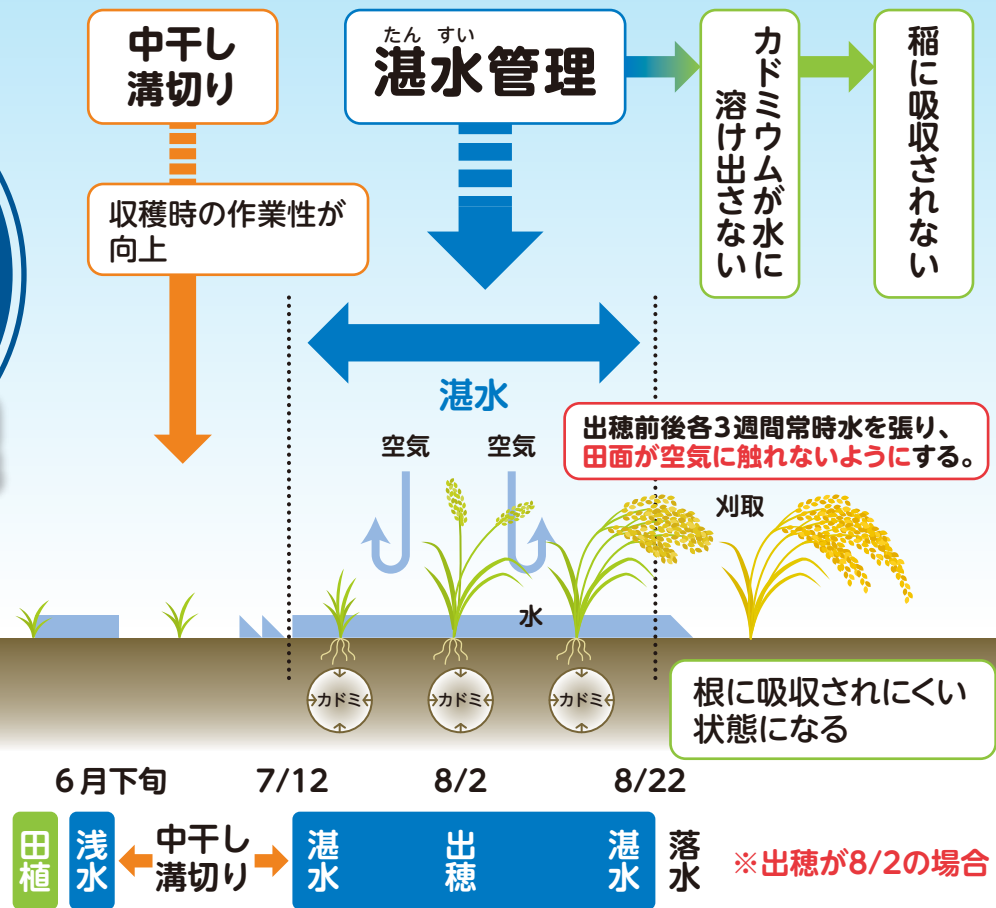 中干し
溝切り
たん すい
湛水管理
カドミウムが水に
溶け出さない
稲に吸収されない
収穫時の作業性が
向上
湛水
出穂前後各3週間常時水を張り、
田面が空気に触れないようにする。
空気
空気
刈取
水
カドミ
カドミ
カドミ
根に吸収されにくい
状態になる
6月下旬
7/12
8/2
8/22
田植
浅水
中干し
溝切り
湛水
出穂
湛水
落水
※出穂が8/2の場合